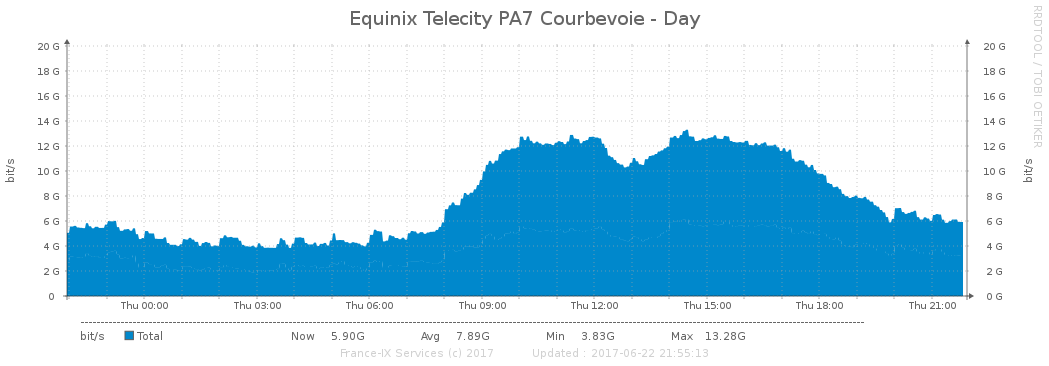 Equinix Telecity PA7 Courbevoie - Day
RRDTOOL / TOBI OETIKER
bit/s
bit/s
20 G 20 G
18 G 18 G
16 G 16 G
14 G 14 G
12 G 12 G
10 G 10 G
8 G 8 G
6 G 6 G
4 G 4 G
2 G 2 G
0 0 G
Thu 00:00 Thu 03:00 Thu 06:00 Thu 09:00 Thu 12:00 Thu 15:00 Thu 18:00 Thu 21:00
bit/s Total Now 5.90G Avg 7.89G Min 3.83G Max 13.28G
France-IX Services (c) 2017 Updated : 2017-06-22 21:55:13